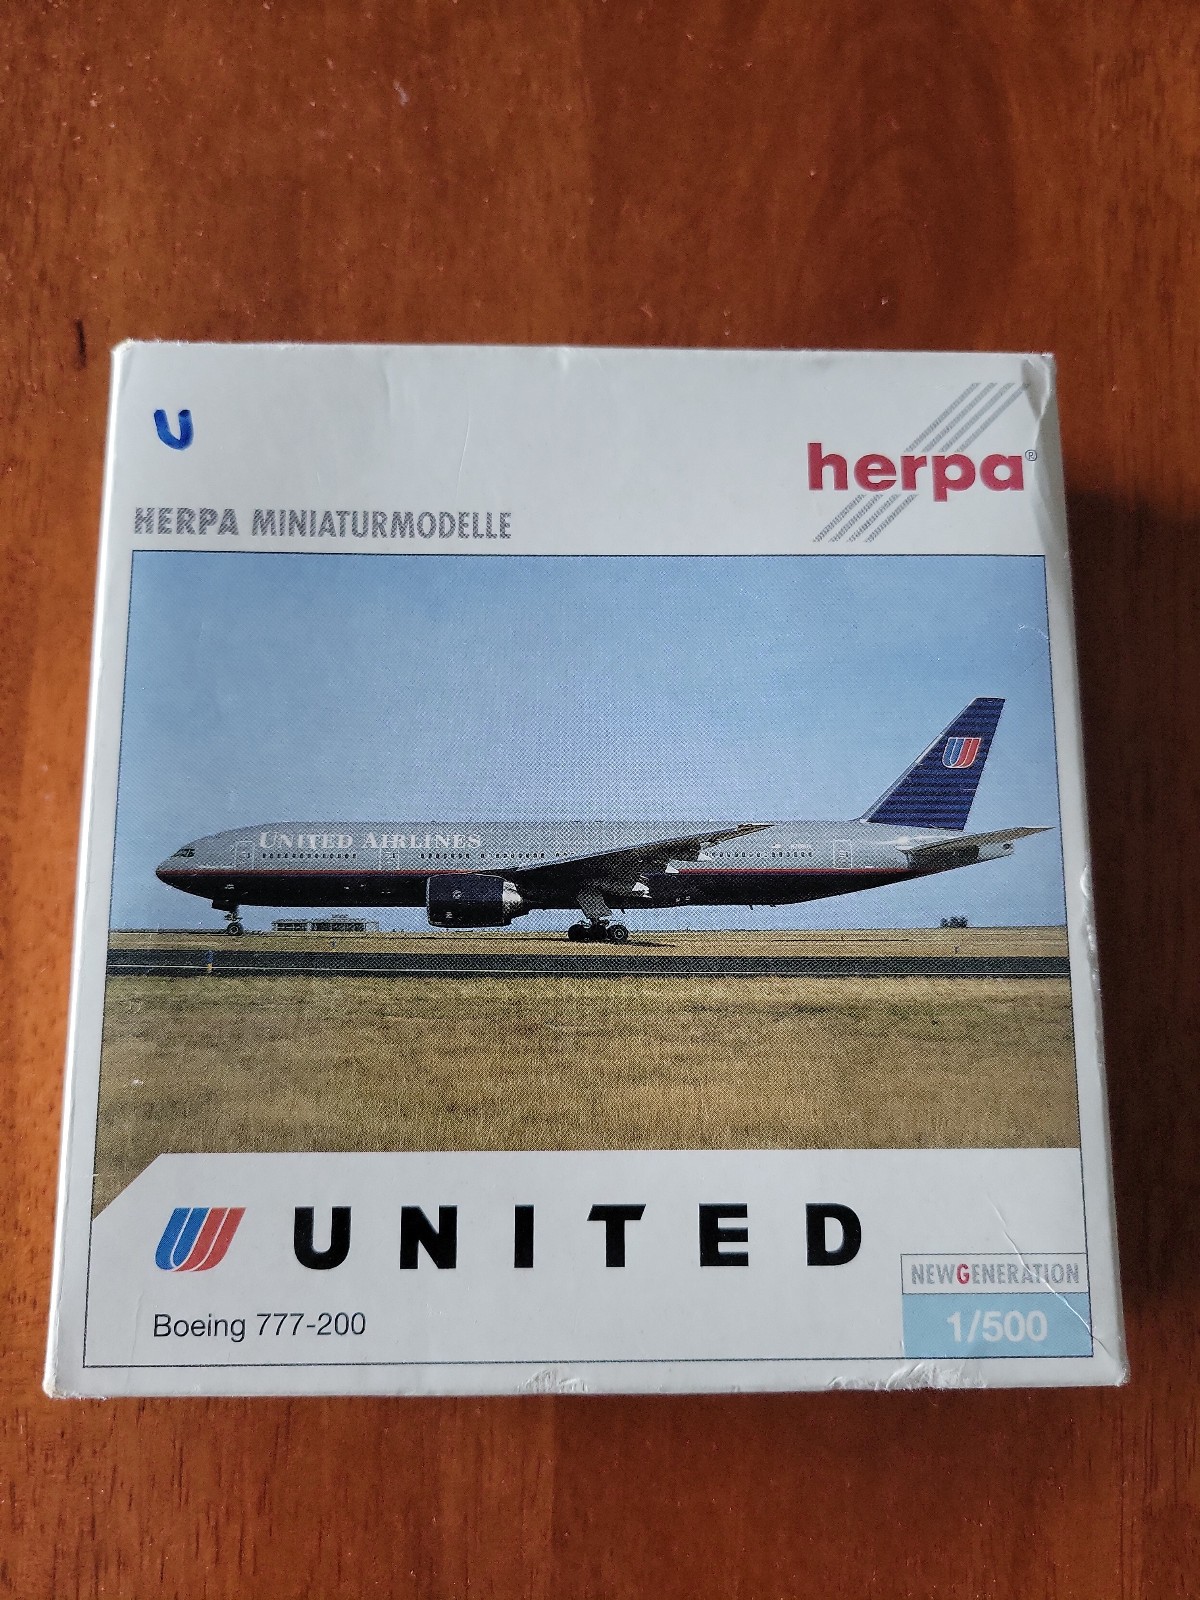 U
herpa®
HERPA MINIATURMODELLE
UNITED AIRLINES
UNITED
Boeing 777-200
NEWGENERATION
1/500